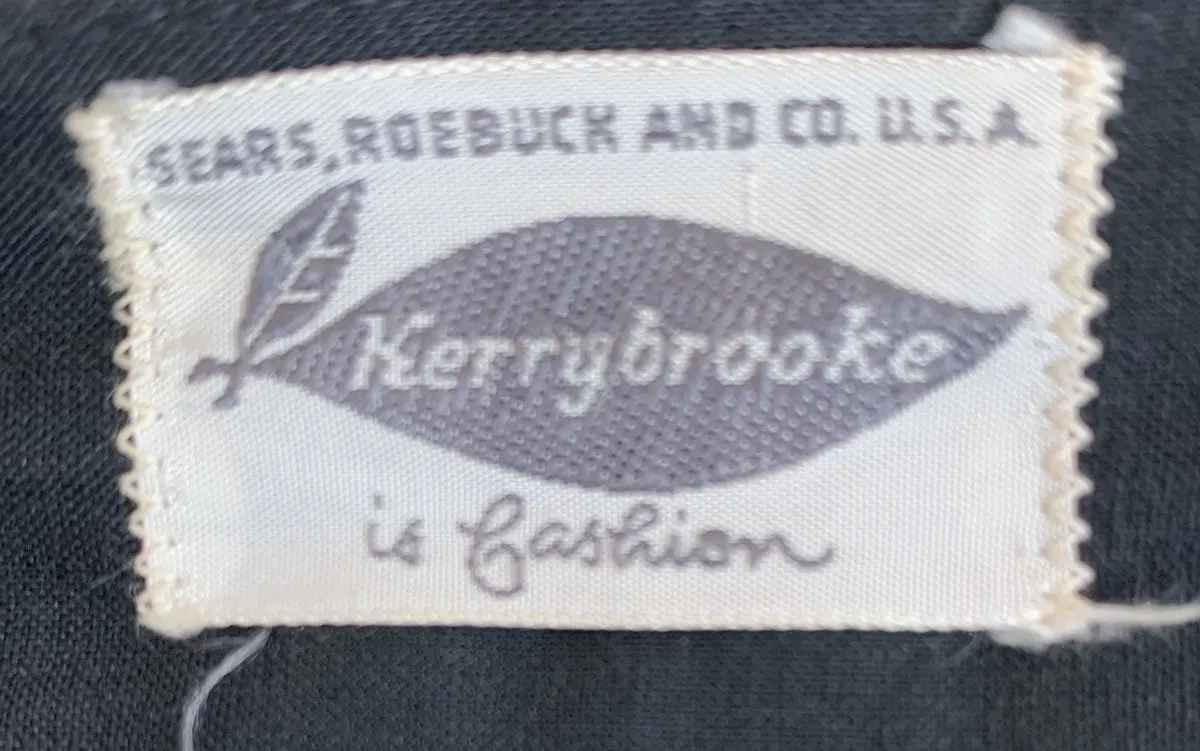 SEARS, ROEBUCK AND CO. U.S.A.
Kerrybrooke
is fashion